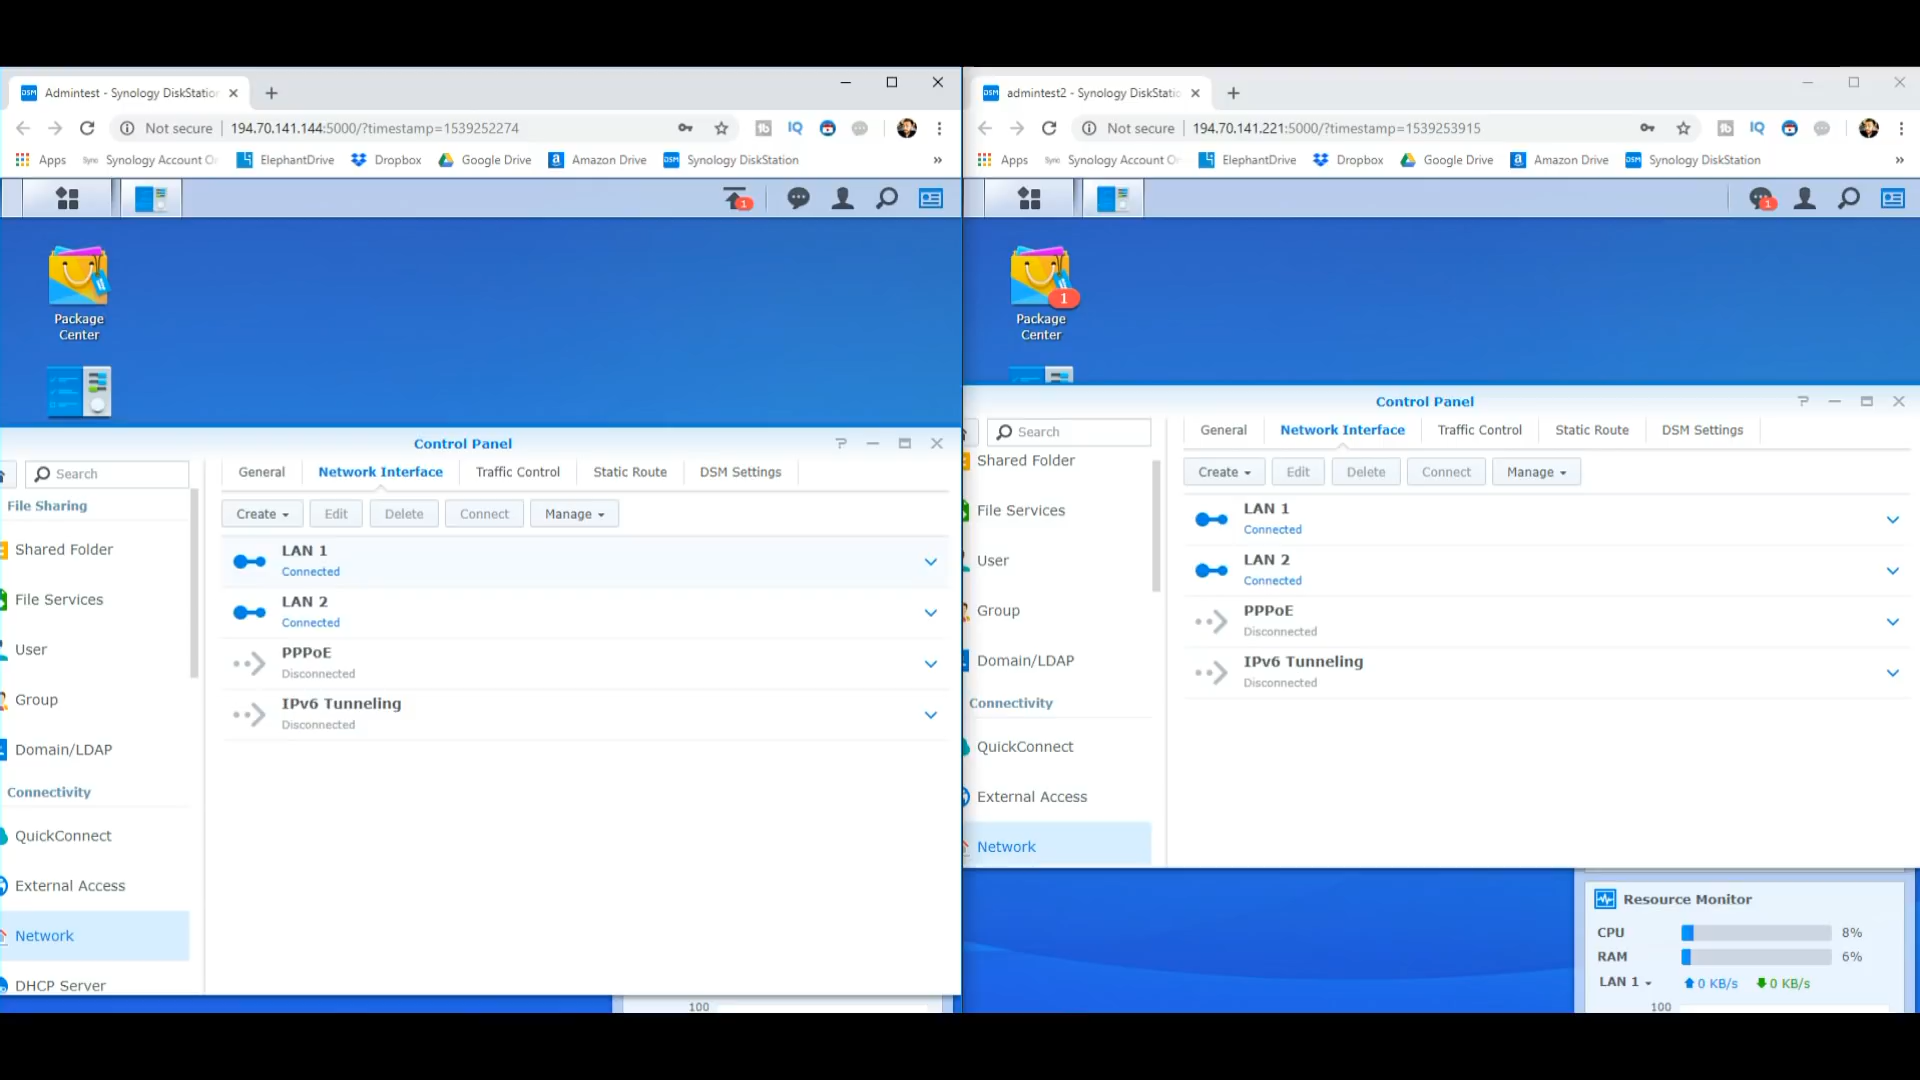 Admintest - Synology DiskStation
Not secure
194.70.141.144:5000/?timestamp=1539252274
Apps
Synology Account O
ElephantDrive
Dropbox
Google Drive
Amazon Drive
Synology DiskStation
»
1
Package
Center
Control Panel
Search
File Sharing
Shared Folder
File Services
User
Group
Domain/LDAP
Connectivity
QuickConnect
External Access
Network
DHCP Server
General
Network Interface
Traffic Control
Static Route
DSM Settings
Create
Edit
Delete
Connect
Manage
LAN 1
Connected
LAN 2
Connected
PPPoE
Disconnected
IPv6 Tunneling
Disconnected
100
admintest2 - Synology DiskStatio
Not secure
194.70.141.221:5000/?timestamp=1539253915
Apps
Synology Account O
ElephantDrive
Dropbox
Google Drive
Amazon Drive
Synology DiskStation
»
1
1
Package
Center
Control Panel
Search
Shared Folder
File Services
User
Group
Domain/LDAP
Connectivity
QuickConnect
External Access
Network
General
Network Interface
Traffic Control
Static Route
DSM Settings
Create
Edit
Delete
Connect
Manage
LAN 1
Connected
LAN 2
Connected
PPPoE
Disconnected
IPv6 Tunneling
Disconnected
Resource Monitor
CPU 8%
RAM 6%
LAN 1 0 KB/s 0 KB/s
100